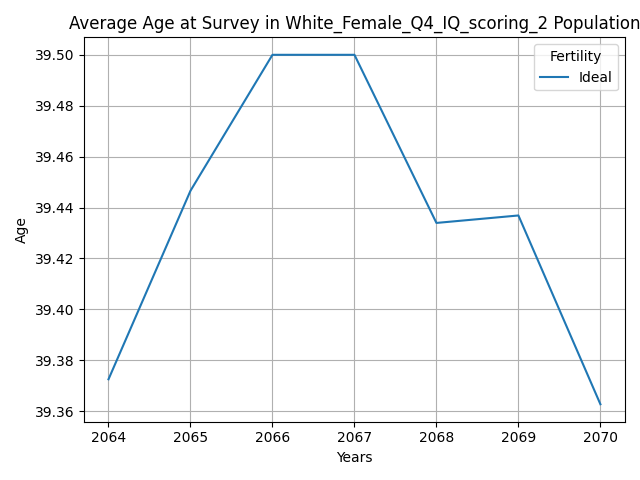 Average Age at Survey in White_Female_Q4_IQ_scoring_2 Population
Fertility
Ideal
39.50
39.48
39.46
39.44
39.42
39.40
39.38
39.36
Age
2064 2065 2066 2067 2068 2069 2070
Years